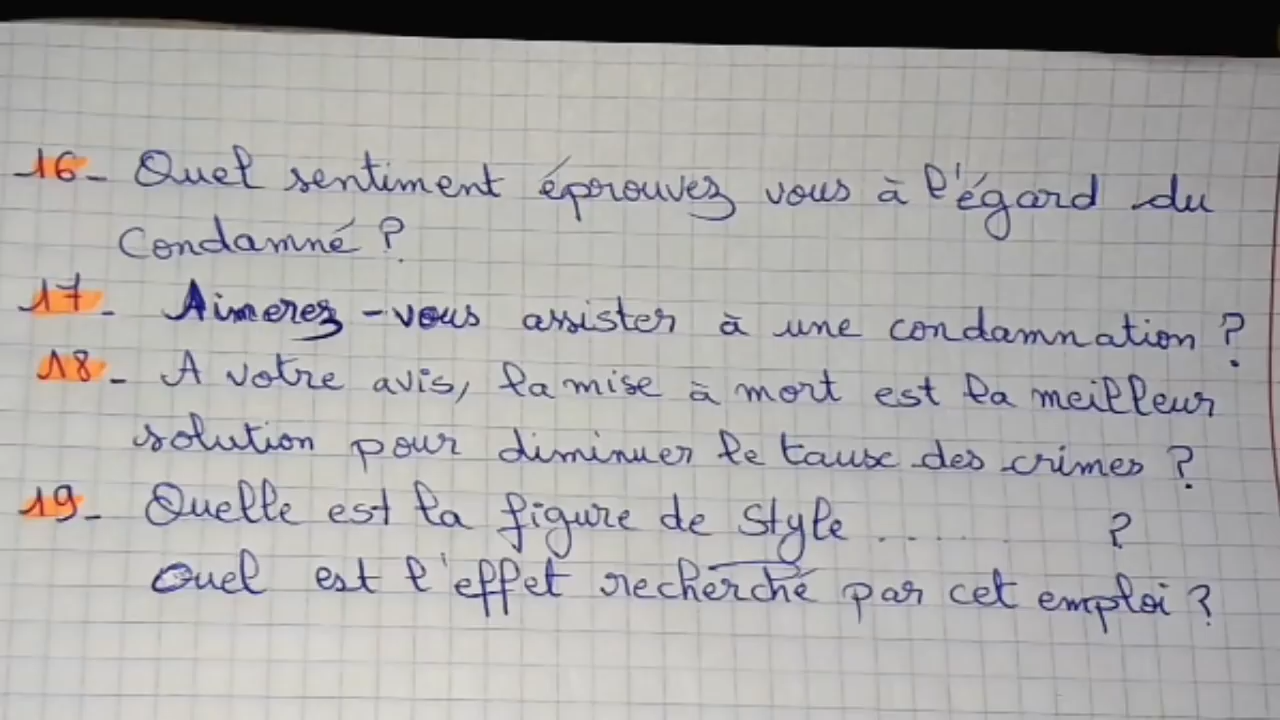 16- Quel sentiment éprouvez vous à l'égard du
Condamné ?
17- Aimerez-vous assister à une condamnation ?
18- A votre avis, la mise à mort est la meilleur
solution pour diminuer le taux des crimes ?
19- Quelle est la figure de style ...... ?
Quel est l'effet recherché par cet emploi ?